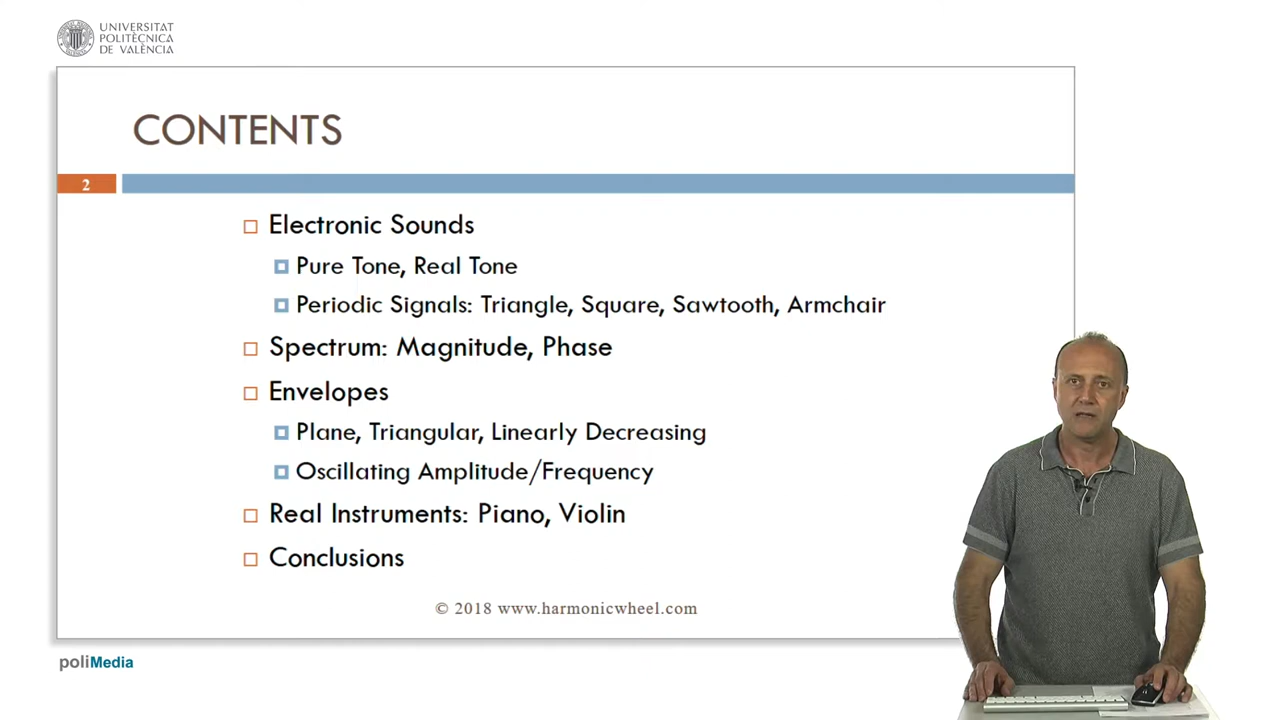 UNIVERSITAT
POLITÈCNICA
DE VALÈNCIA
CONTENTS
2
Electronic Sounds
Pure Tone, Real Tone
Periodic Signals: Triangle, Square, Sawtooth, Armchair
Spectrum: Magnitude, Phase
Envelopes
Plane, Triangular, Linearly Decreasing
Oscillating Amplitude/Frequency
Real Instruments: Piano, Violin
Conclusions
© 2018 www.harmonicwheel.com
poliMedia